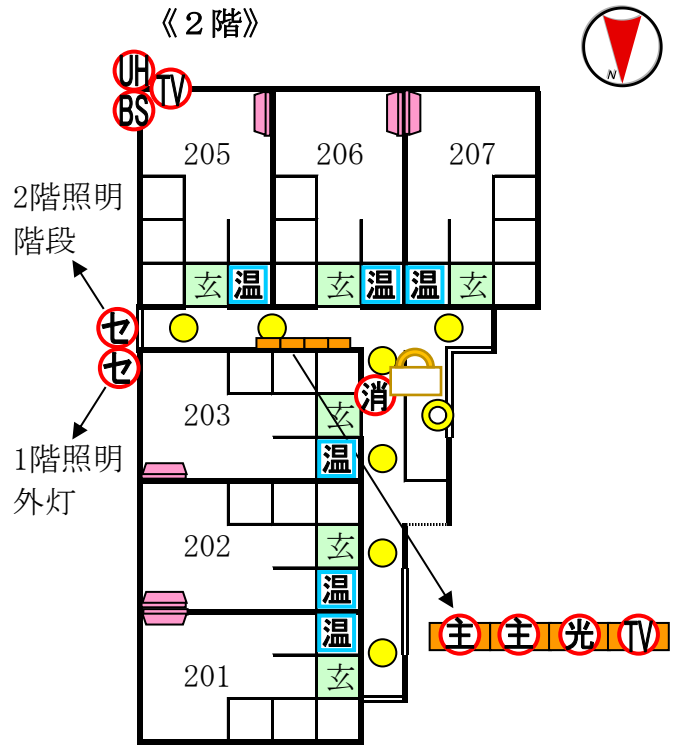 《２階》
N
UH
TV
BS
205
206
207
2階照明
階段
玄
温
玄
温
温
玄
セ
セ
消
203
玄
温
1階照明
外灯
202
玄
温
温
201
玄
主
主
光
TV